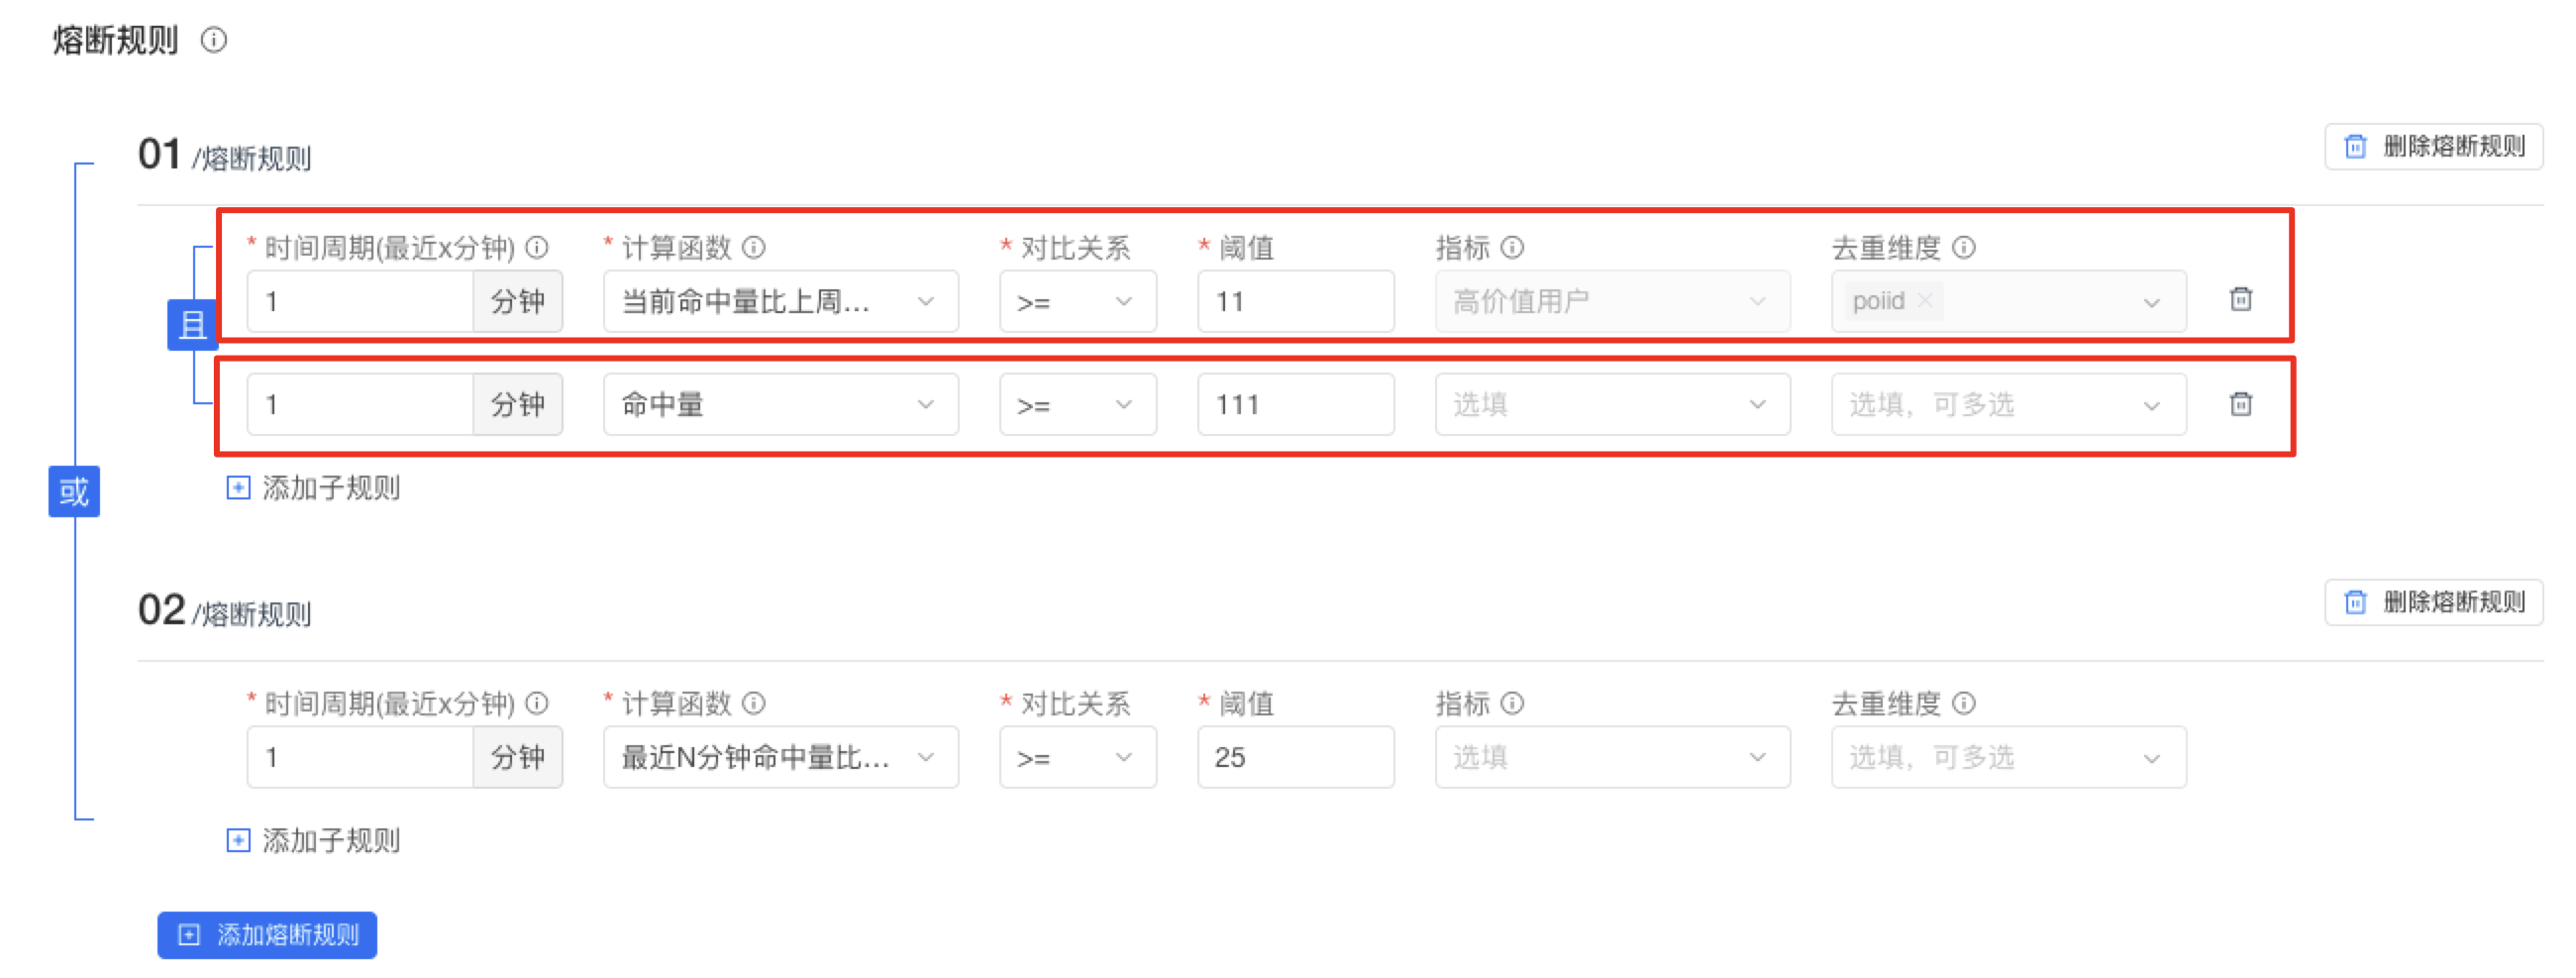 熔断规则
01 /熔断规则
删除熔断规则
* 时间周期(最近x分钟) * 计算函数 * 对比关系 * 阈值 指标 去重维度
1 分钟 当前命中量比上周... >= 11 高价值用户 poiid ×
且
1 分钟 命中量 >= 111 选填 选填，可多选
添加子规则
或
02 /熔断规则
删除熔断规则
* 时间周期(最近x分钟) * 计算函数 * 对比关系 * 阈值 指标 去重维度
1 分钟 最近N分钟命中量比... >= 25 选填 选填，可多选
添加子规则
添加熔断规则